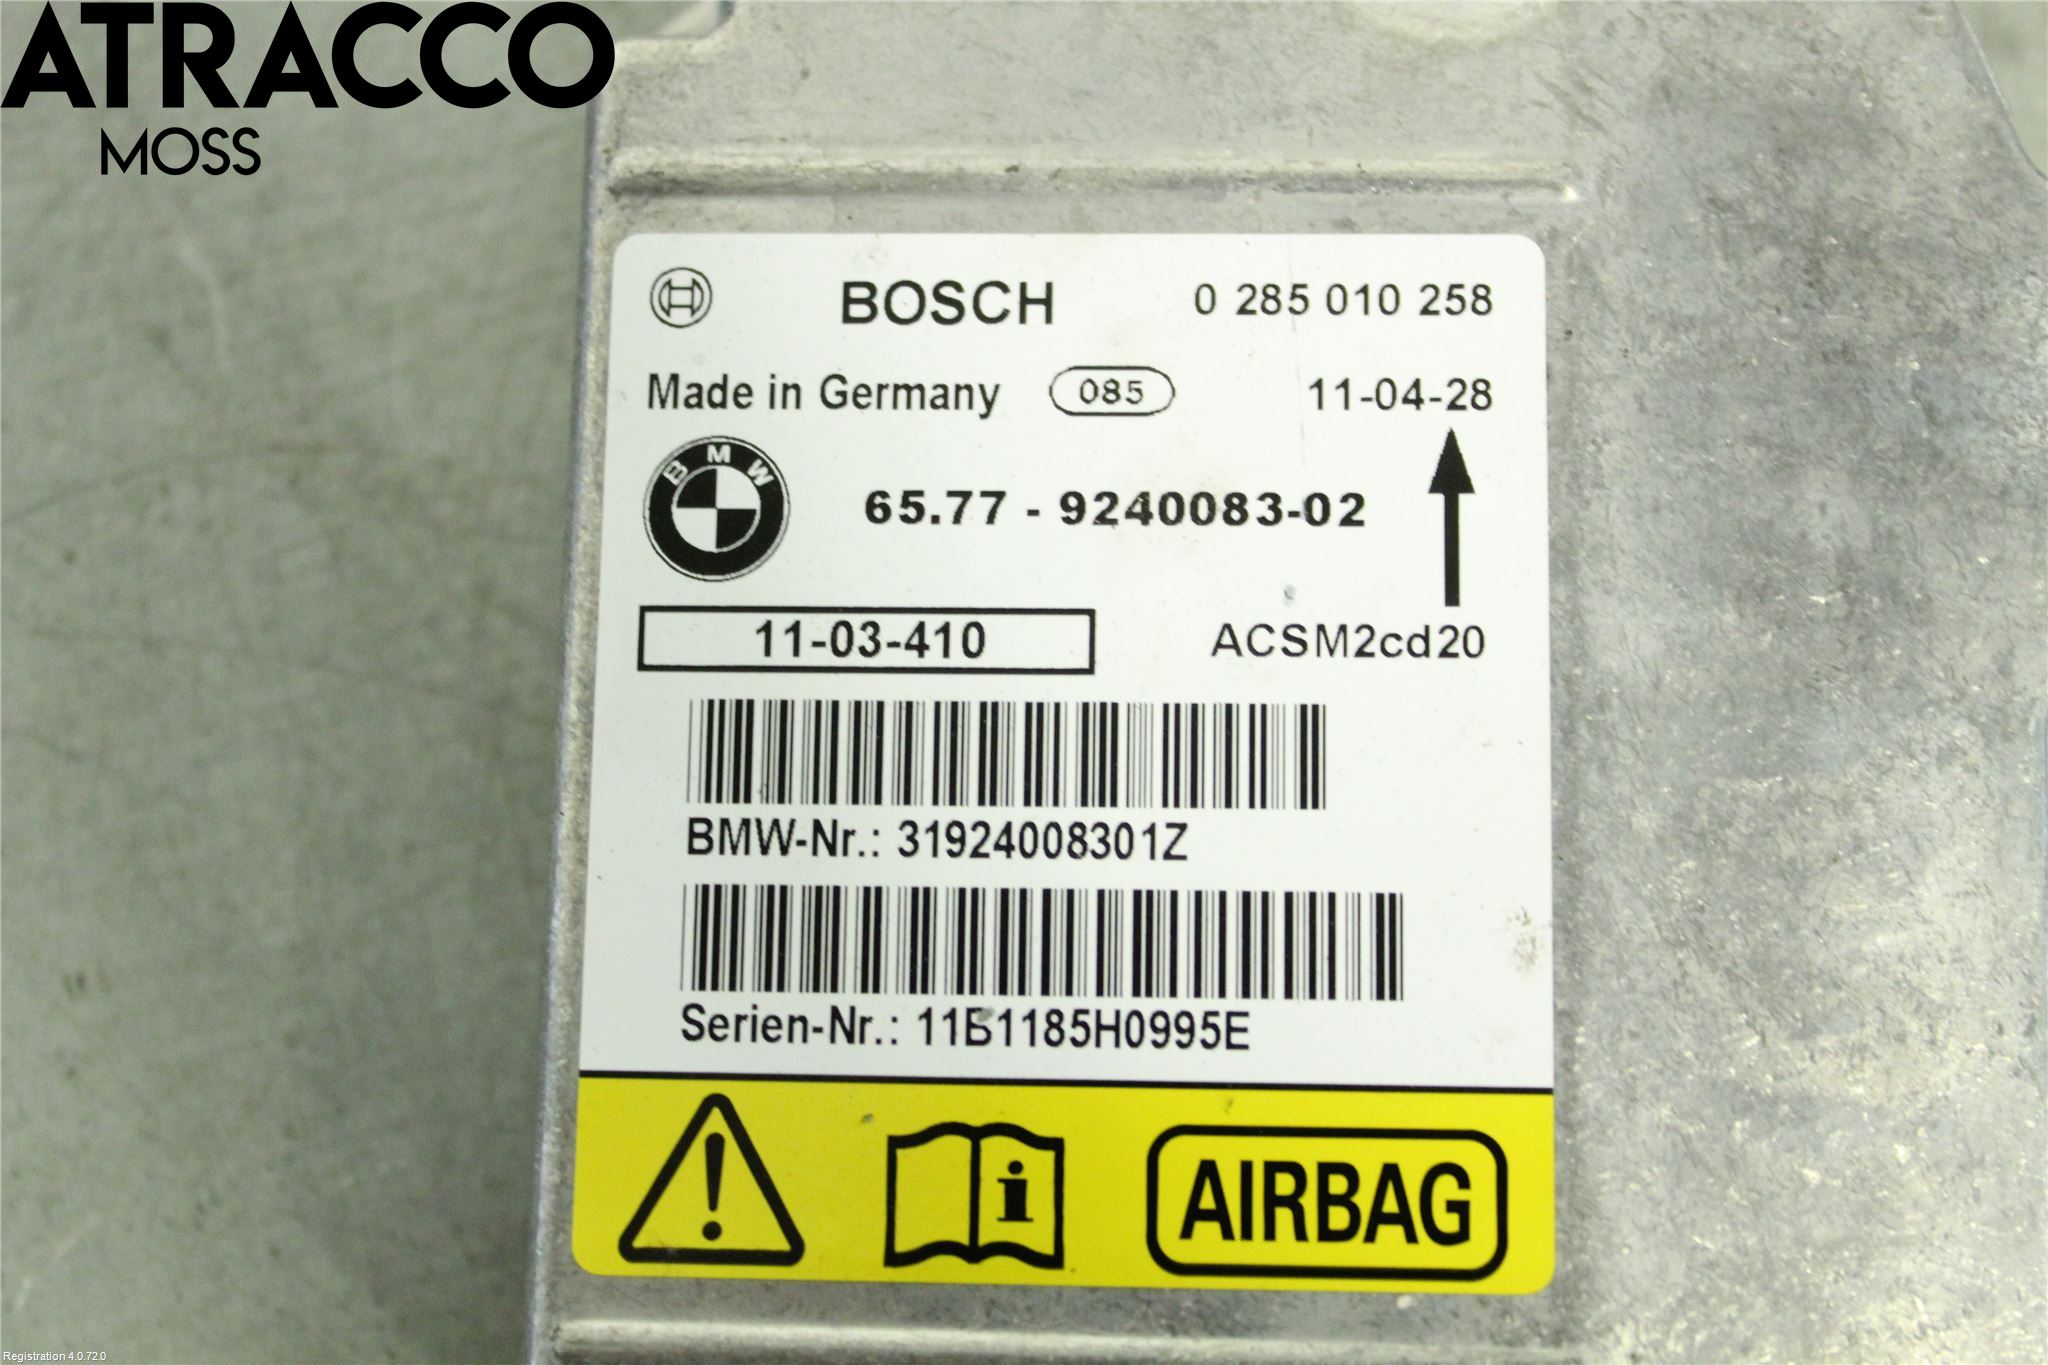 ATRACCO
MOSS
BOSCH 0 285 010 258
Made in Germany 085 11-04-28
BMW 65.77 - 9240083-02
11-03-410 ACSM2cd20
BMW-Nr.: 31924008301Z
Serien-Nr.: 11B1185H0995E
i AIRBAG
Registration 4.0.72.0